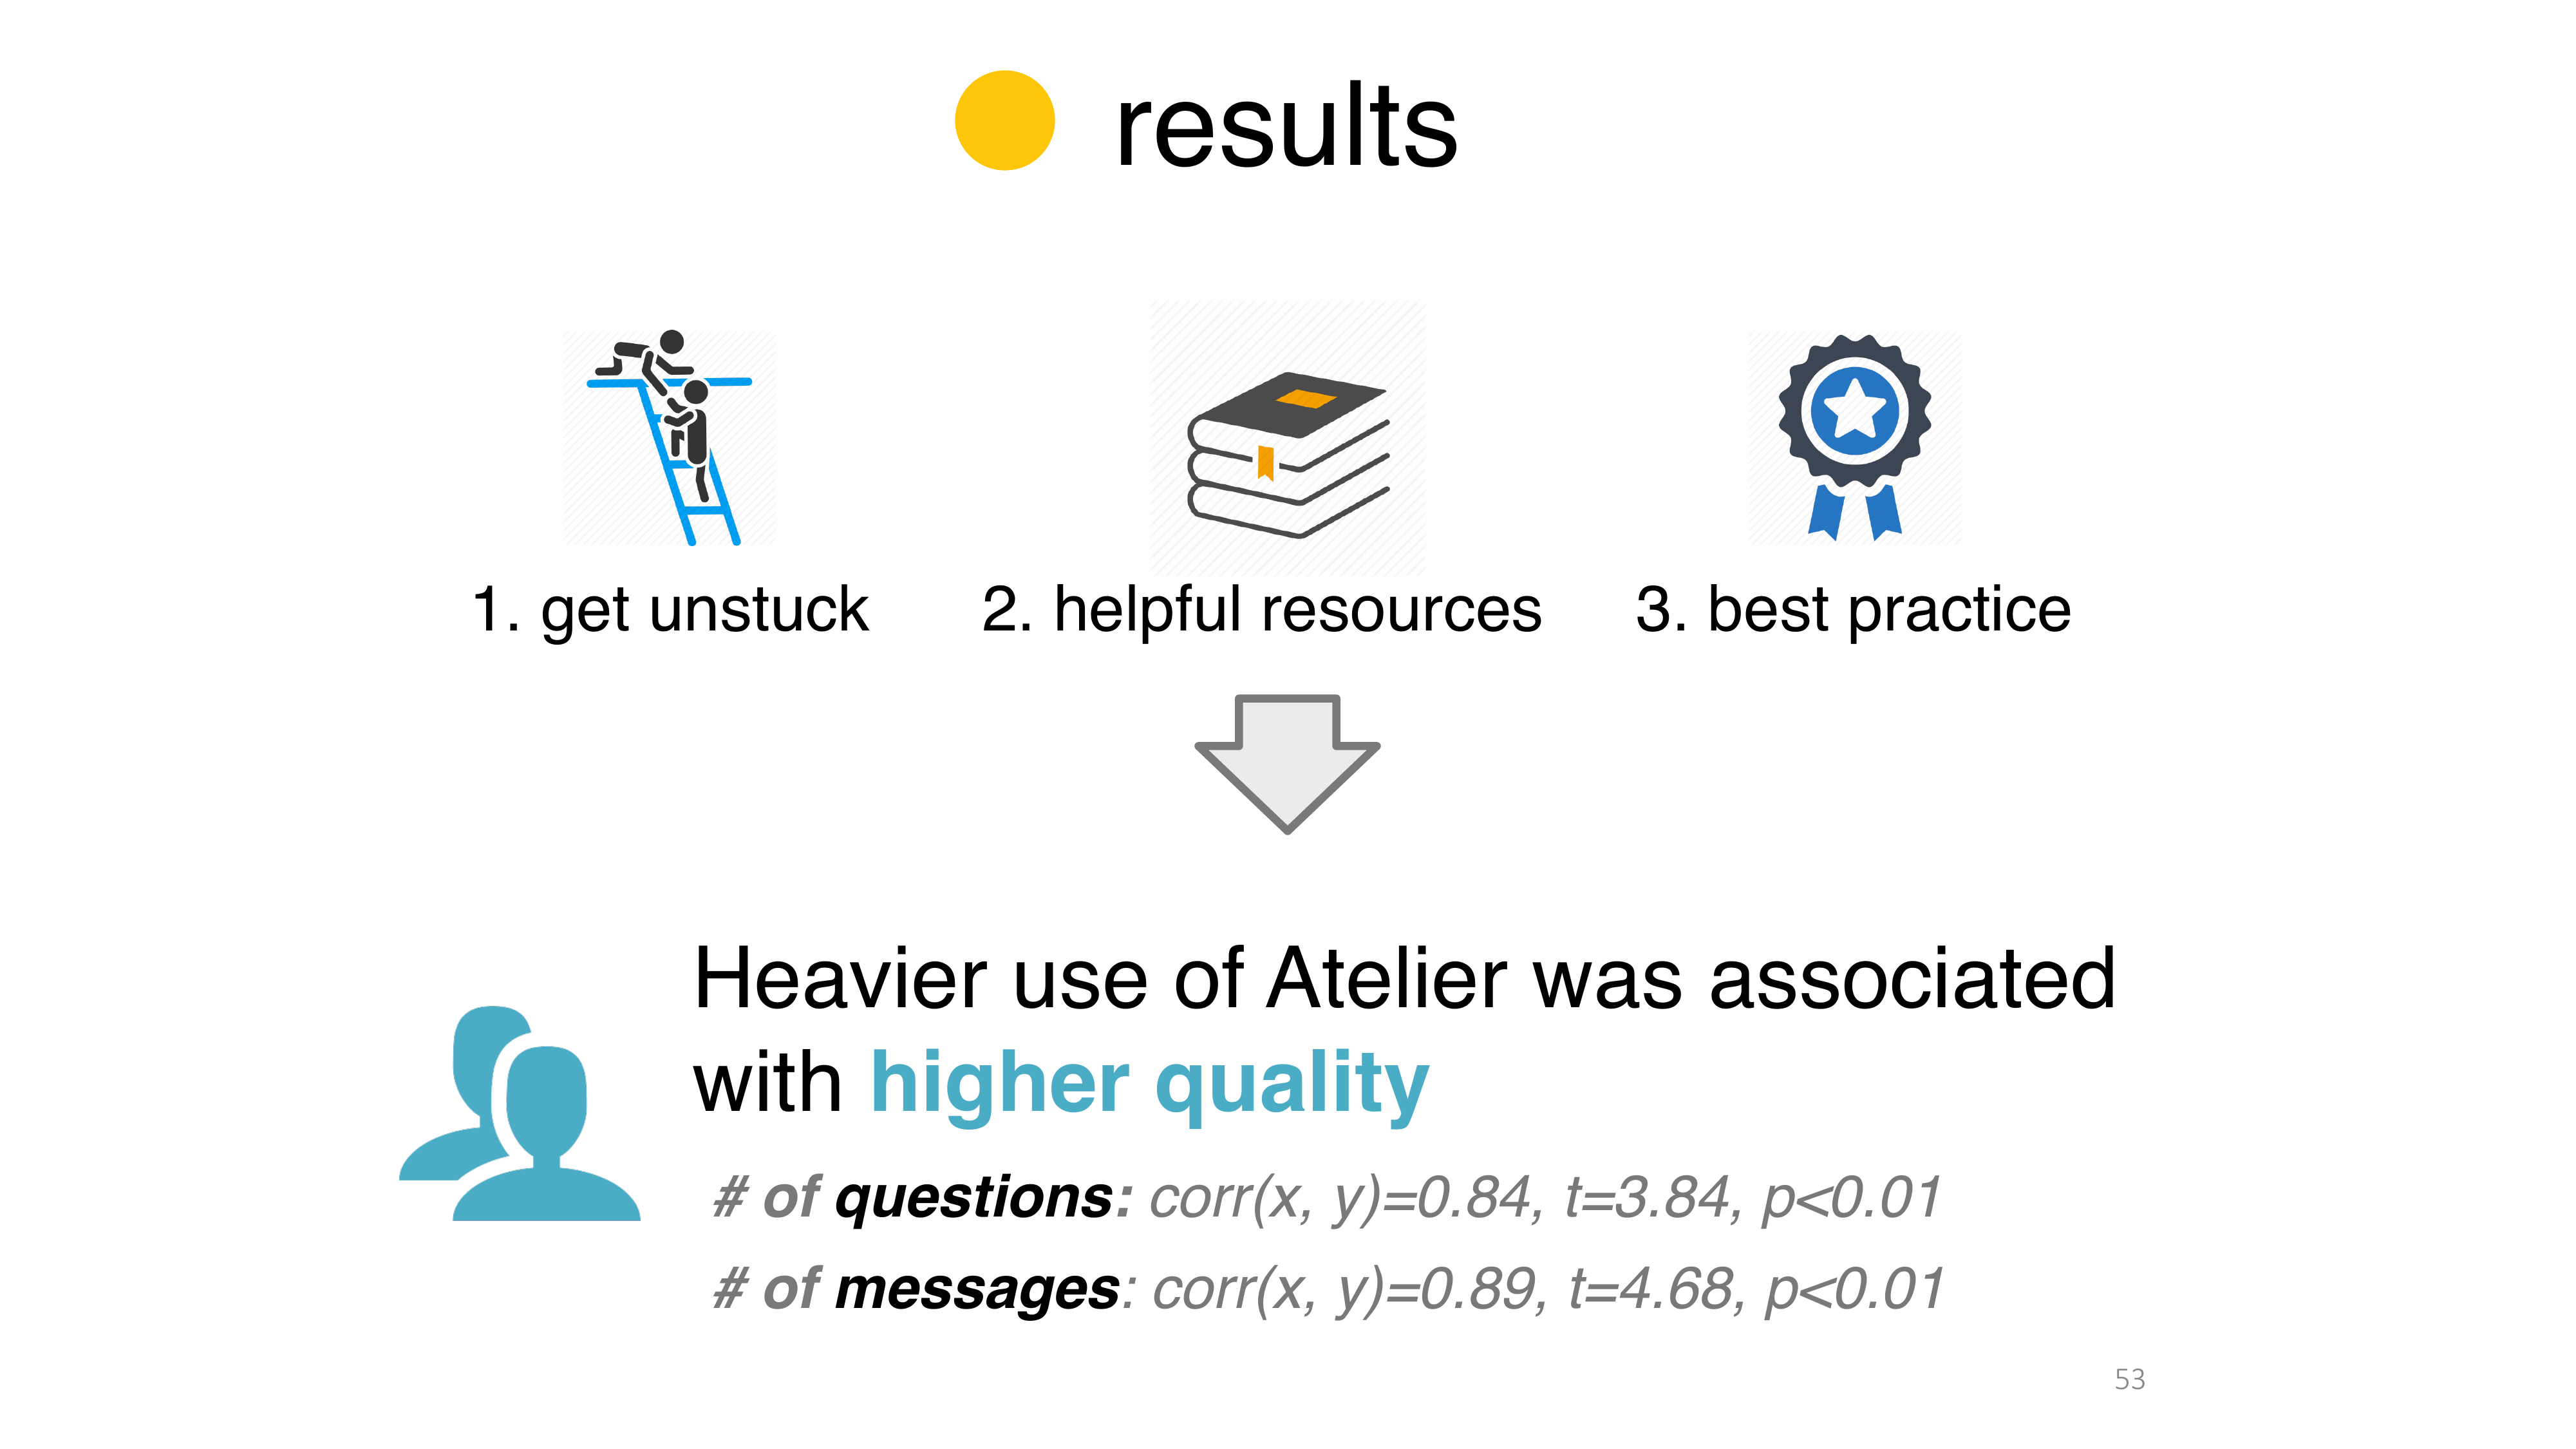 results
1. get unstuck
2. helpful resources
3. best practice
Heavier use of Atelier was associated
with higher quality
# of questions: corr(x, y)=0.84, t=3.84, p<0.01
# of messages: corr(x, y)=0.89, t=4.68, p<0.01
53